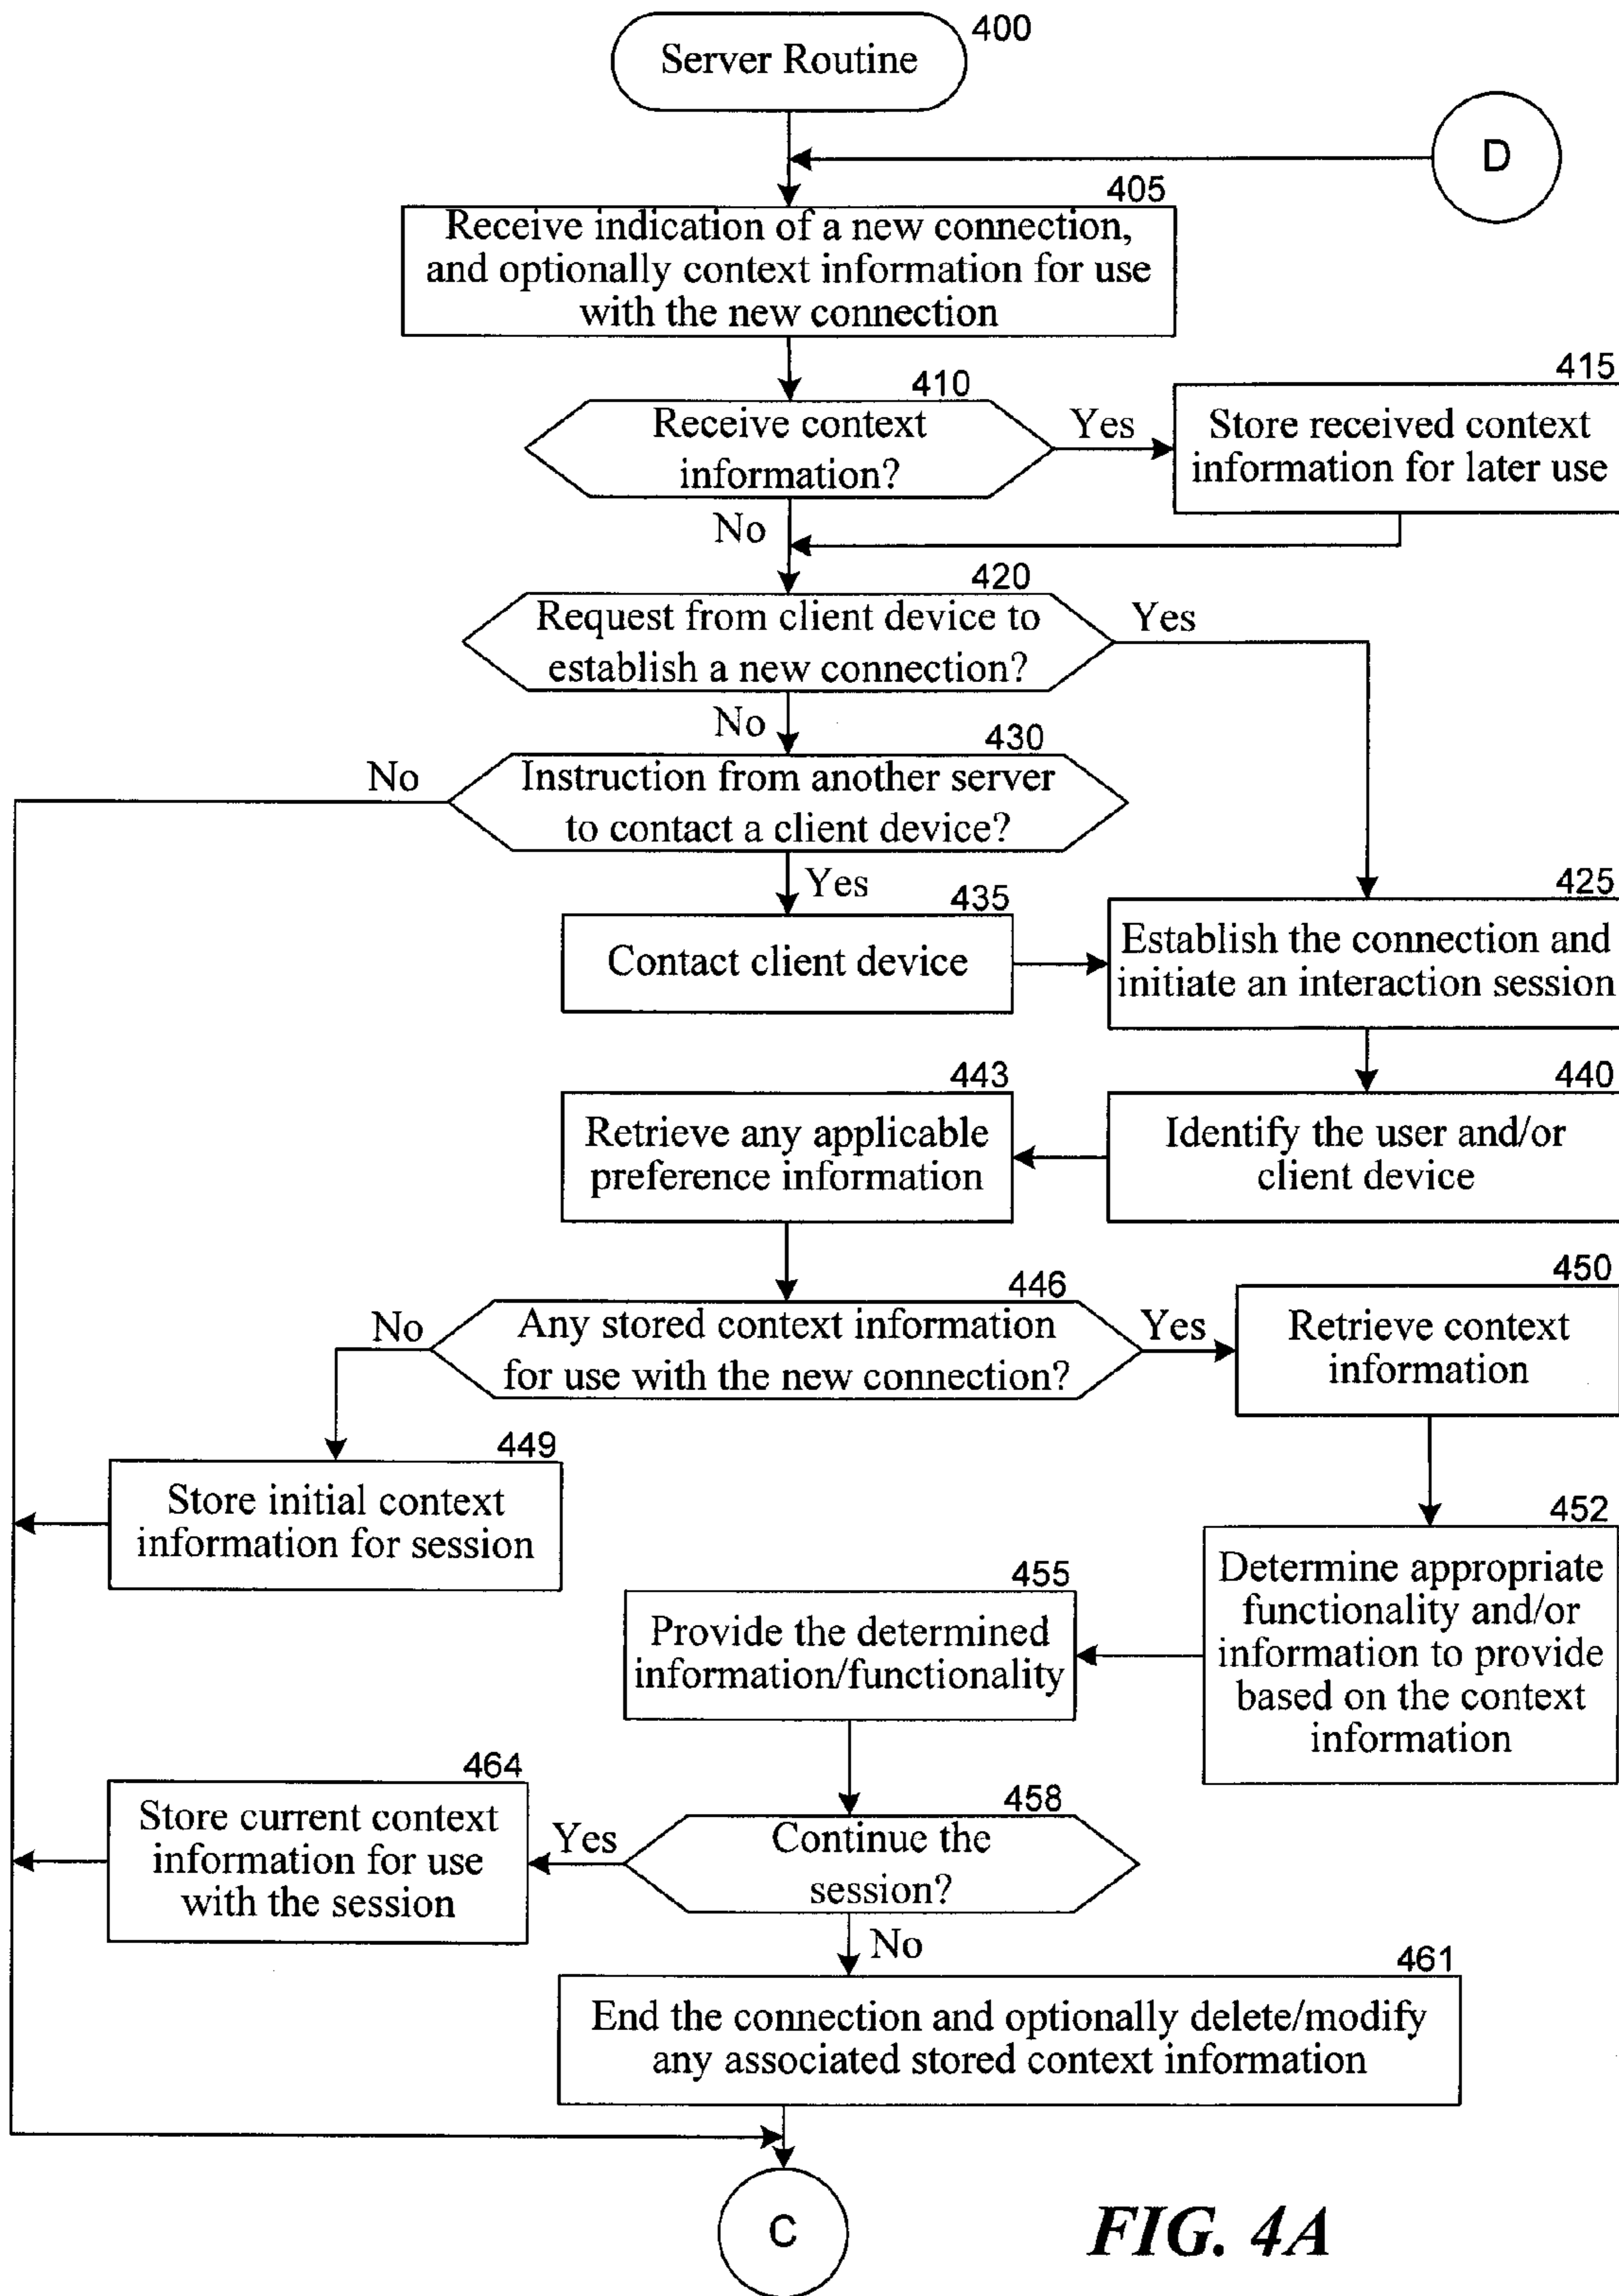 400
Server Routine
D
405
Receive indication of a new connection,
and optionally context information for use
with the new connection
410
Receive context
information?
Yes
415
Store received context
information for later use
No
420
Request from client device to
establish a new connection?
Yes
No
430
Instruction from another server
to contact a client device?
No
Yes
435
Contact client device
425
Establish the connection and
initiate an interaction session
443
Retrieve any applicable
preference information
440
Identify the user and/or
client device
446
Any stored context information
for use with the new connection?
No
Yes
450
Retrieve context
information
449
Store initial context
information for session
452
Determine appropriate
functionality and/or
information to provide
based on the context
information
455
Provide the determined
information/functionality
464
Store current context
information for use
with the session
Yes
458
Continue the
session?
No
461
End the connection and optionally delete/modify
any associated stored context information
C
FIG. 4A